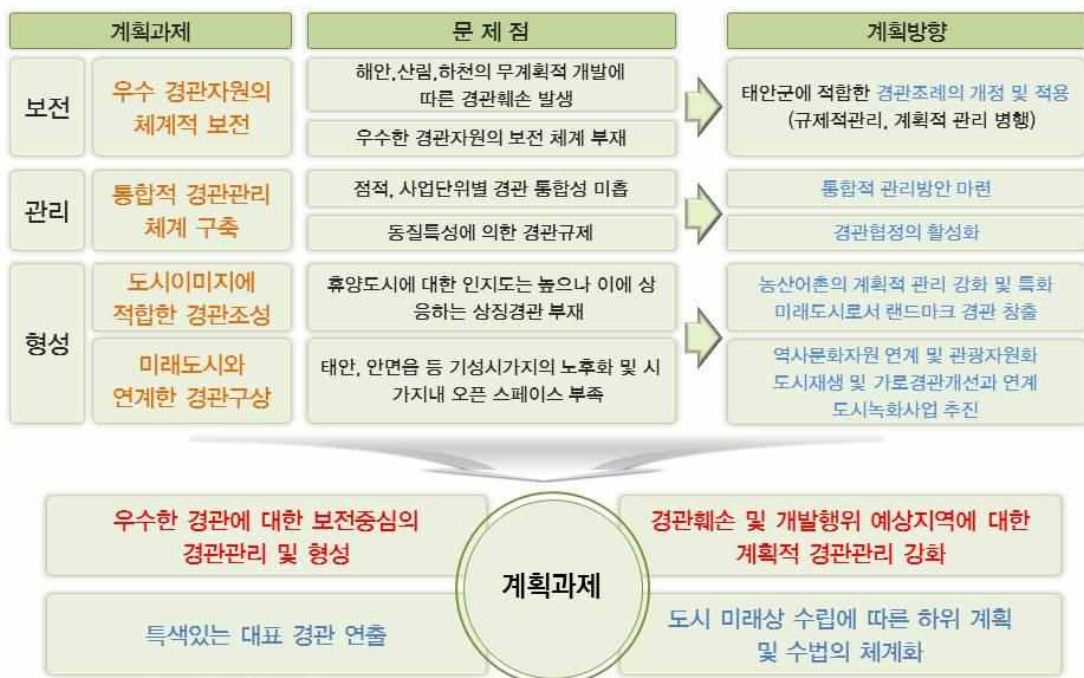 계획과제
문 제 점
계획방향
보전
우수 경관자원의
체계적 보전
해안,산림,하천의 무계획적 개발에
따른 경관훼손 발생
우수한 경관자원의 보전 체계 부재
태안군에 적합한 경관조례의 개정 및 적용
(규제적관리, 계획적 관리 병행)
관리
통합적 경관관리
체계 구축
점적, 사업단위별 경관 통합성 미흡
동질특성에 의한 경관규제
통합적 관리방안 마련
경관협정의 활성화
형성
도시이미지에
적합한 경관조성
휴양도시에 대한 인지도는 높으나 이에 상
응하는 상징경관 부재
농산어촌의 계획적 관리 강화 및 특화
미래도시로서 랜드마크 경관 창출
미래도시와
연계한 경관구상
태안, 안면읍 등 기성시가지의 노후화 및 시
가지내 오픈 스페이스 부족
역사문화자원 연계 및 관광자원화
도시재생 및 가로경관개선과 연계
도시녹화사업 추진
우수한 경관에 대한 보전중심의
경관관리 및 형성
경관훼손 및 개발행위 예상지역에 대한
계획적 경관관리 강화
계획과제
특색있는 대표 경관 연출
도시 미래상 수립에 따른 하위 계획
및 수법의 체계화